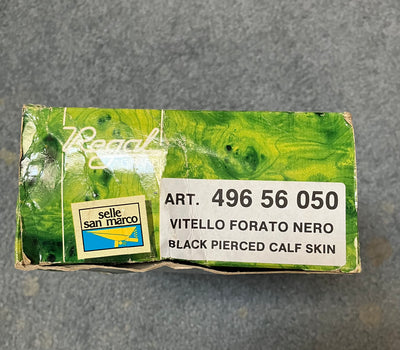 Regal
ART. 496 56 050
VITELLO FORATO NERO
BLACK PIERCED CALF SKIN
selle
san marco